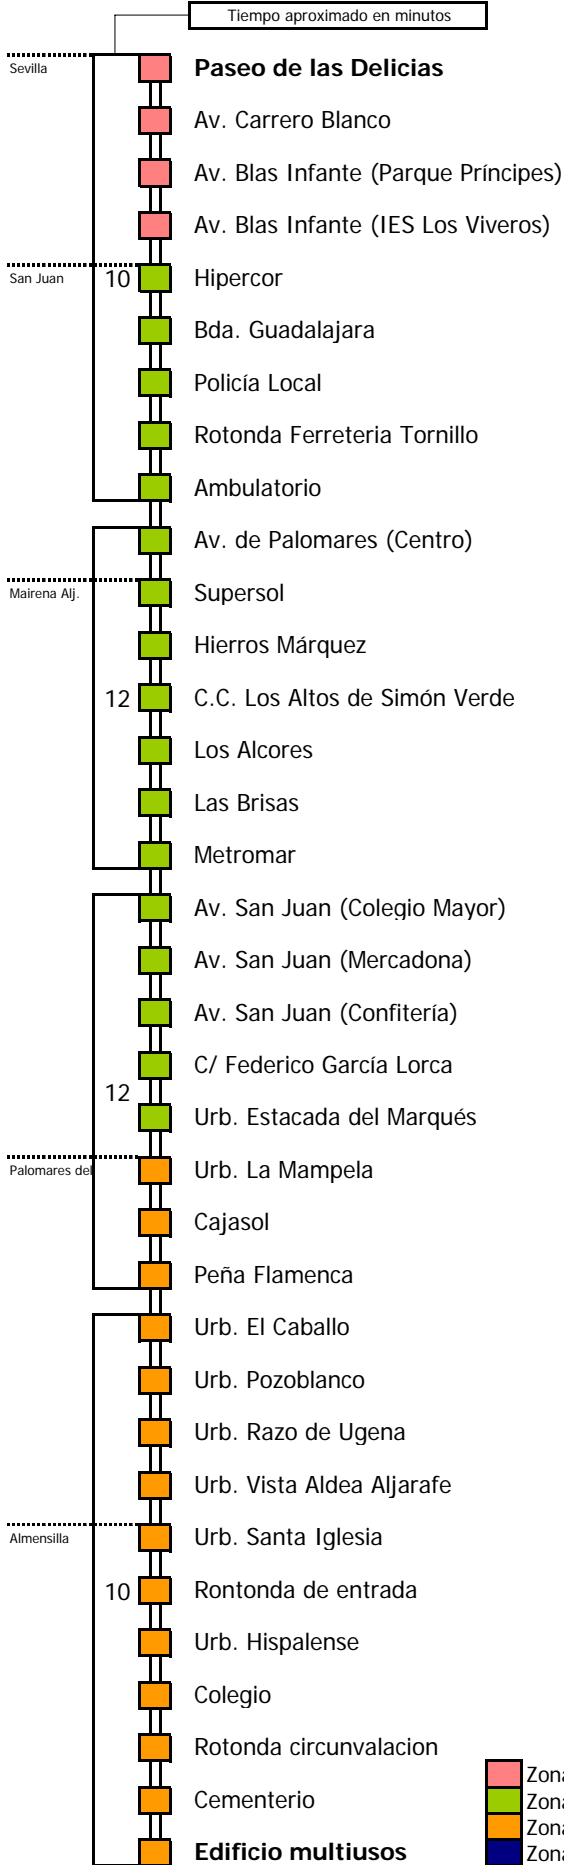 Tiempo aproximado en minutos
Sevilla
Paseo de las Delicias
Av. Carrero Blanco
Av. Blas Infante (Parque Príncipes)
Av. Blas Infante (IES Los Viveros)
San Juan
10
Hipercor
Bda. Guadalajara
Policía Local
Rotonda Ferreteria Tornillo
Ambulatorio
Av. de Palomares (Centro)
Mairena Alj.
Supersol
Hierros Márquez
12
C.C. Los Altos de Simón Verde
Los Alcores
Las Brisas
Metromar
Av. San Juan (Colegio Mayor)
Av. San Juan (Mercadona)
Av. San Juan (Confitería)
C/ Federico García Lorca
12
Urb. Estacada del Marqués
Palomares del
Urb. La Mampela
Cajasol
Peña Flamenca
Urb. El Caballo
Urb. Pozoblanco
Urb. Razo de Ugena
Urb. Vista Aldea Aljarafe
Almensilla
Urb. Santa Iglesia
10
Rontonda de entrada
Urb. Hispalense
Colegio
Rotonda circunvalacion
Cementerio
Edificio multiusos
Zona
Zona
Zona
Zona